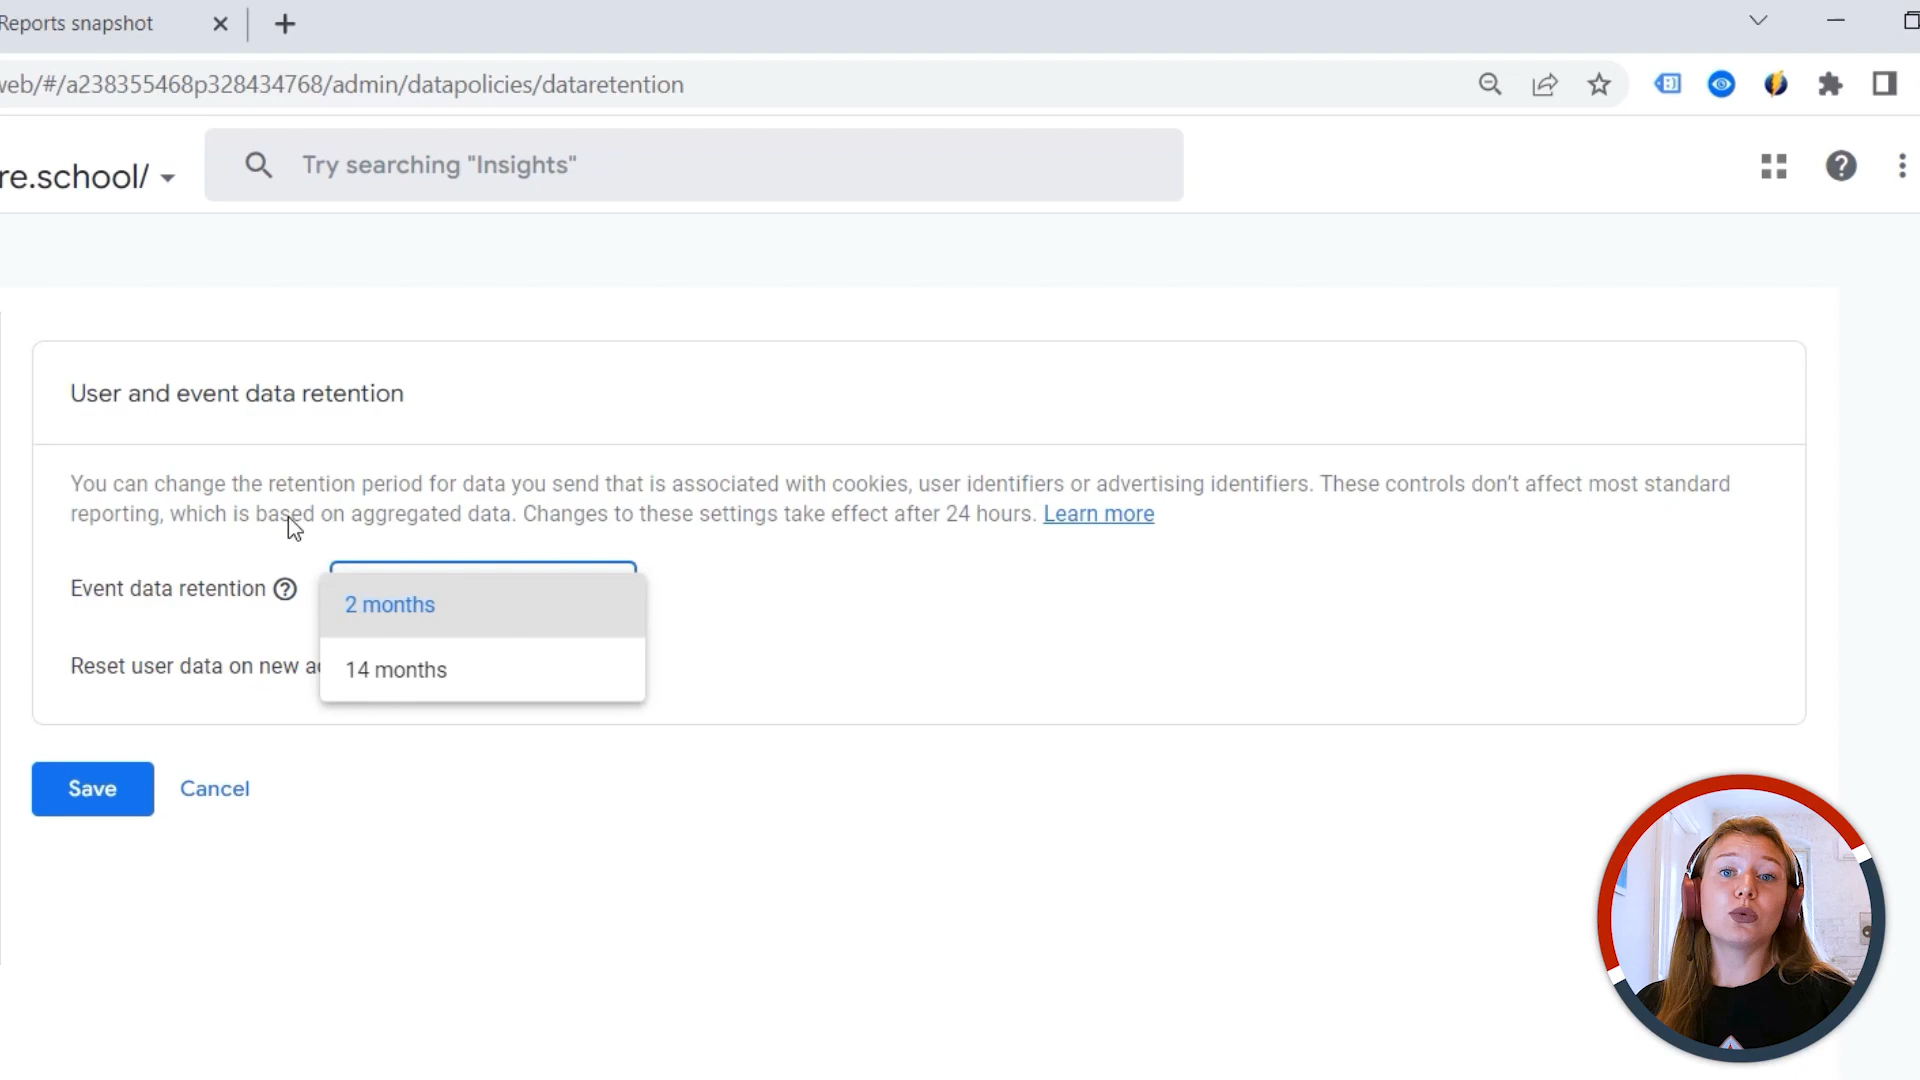 Reports snapshot
web/#/a238355468p328434768/admin/datapolicies/dataretention
re.school/
Try searching "Insights"
User and event data retention
You can change the retention period for data you send that is associated with cookies, user identifiers or advertising identifiers. These controls don't affect most standard
reporting, which is based on aggregated data. Changes to these settings take effect after 24 hours. Learn more
Event data retention
2 months
Reset user data on new a
14 months
Save
Cancel